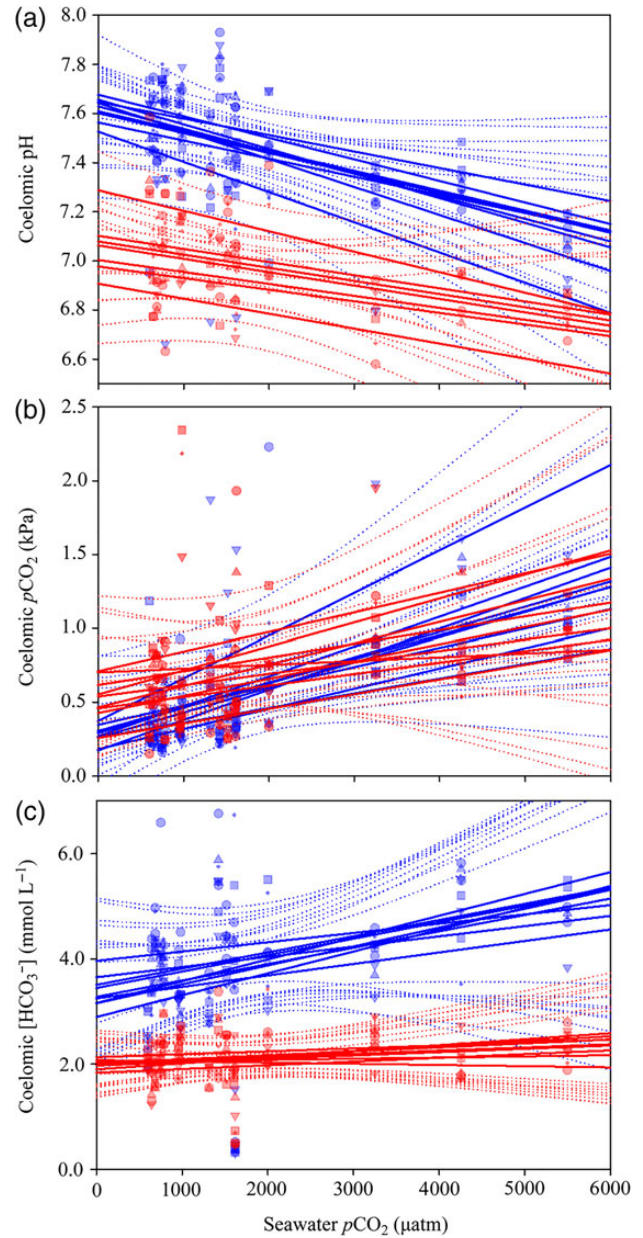 (a)
8.0
7.8
7.6
7.4
7.2
7.0
6.8
6.6
Coelomic pH
(b)
2.5
2.0
1.5
1.0
0.5
0.0
Coelomic pCO2 (kPa)
(c)
6.0
4.0
2.0
0.0
Coelomic [HCO3−] (mmol L−1)
0 1000 2000 3000 4000 5000 6000
Seawater pCO2 (µatm)